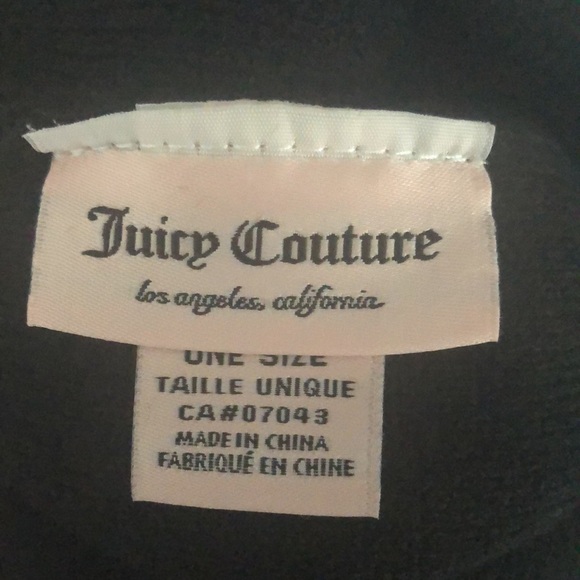 Juicy Couture
los angeles, california
ONE SIZE
TAILLE UNIQUE
CA#07043
MADE IN CHINA
FABRIQUÉ EN CHINE